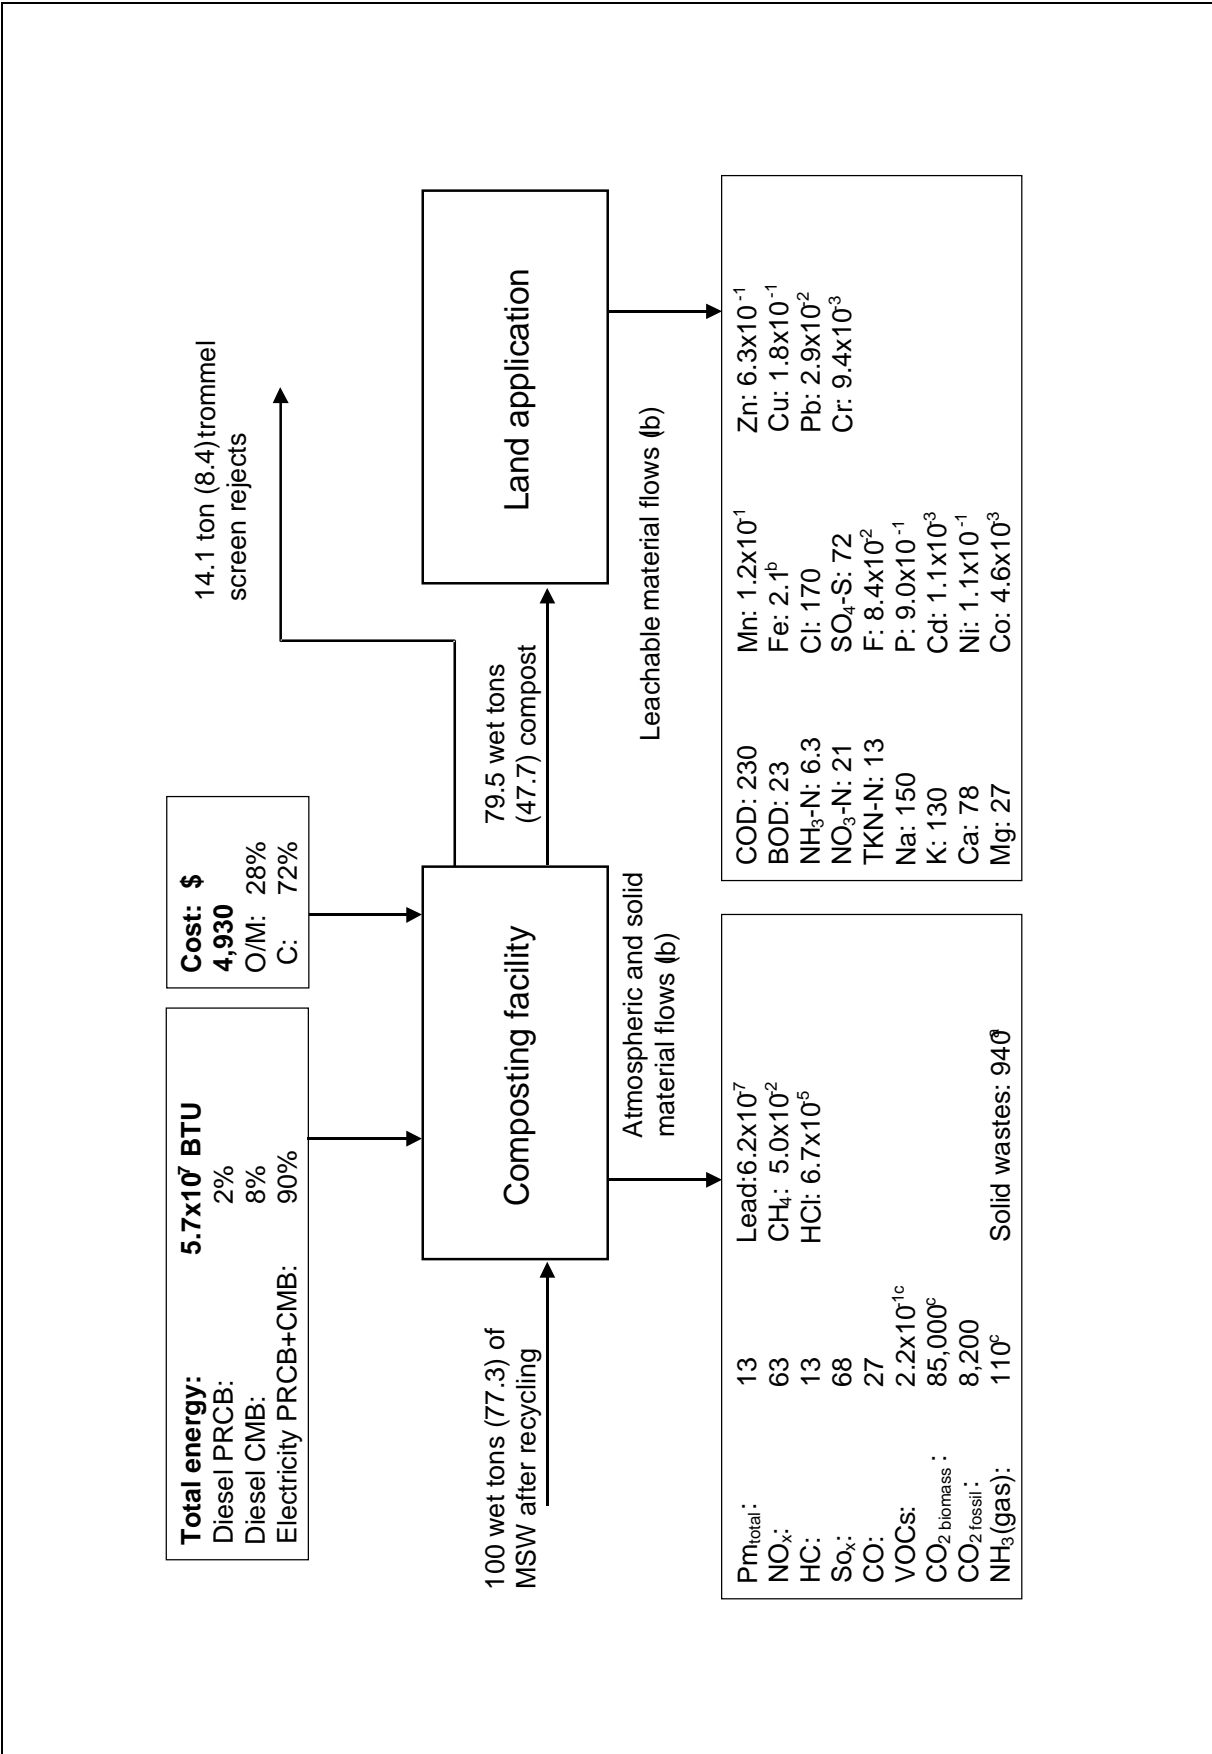 Total energy: 5.7x10⁷ BTU
Diesel PRCB: 2%
Diesel CMB: 8%
Electricity PRCB+CMB: 90%
Cost: $
4,930
O/M: 28%
C: 72%
14.1 ton (8.4)trommel
screen rejects
100 wet tons (77.3) of
MSW after recycling
Composting facility
79.5 wet tons
(47.7) compost
Land application
Atmospheric and solid
material flows (lb)
Leachable material flows (lb)
Pm total: 13 Lead:6.2x10⁻⁷
NOₓ: 63 CH₄: 5.0x10⁻²
HC: 13 HCl: 6.7x10⁻⁵
Soₓ: 68
CO: 27
VOCs: 2.2x10⁻¹ᶜ
CO₂ biomass: 85,000ᶜ
CO₂ fossil: 8,200
NH₃(gas): 110ᶜ Solid wastes: 940ᵃ
COD: 230 Mn: 1.2x10⁻¹ Zn: 6.3x10⁻¹
BOD: 23 Fe: 2.1ᵇ Cu: 1.8x10⁻¹
NH₃-N: 6.3 Cl: 170 Pb: 2.9x10⁻²
NO₃-N: 21 SO₄-S: 72 Cr: 9.4x10⁻³
TKN-N: 13 F: 8.4x10⁻²
Na: 150 P: 9.0x10⁻¹
K: 130 Cd: 1.1x10⁻³
Ca: 78 Ni: 1.1x10⁻¹
Mg: 27 Co: 4.6x10⁻³